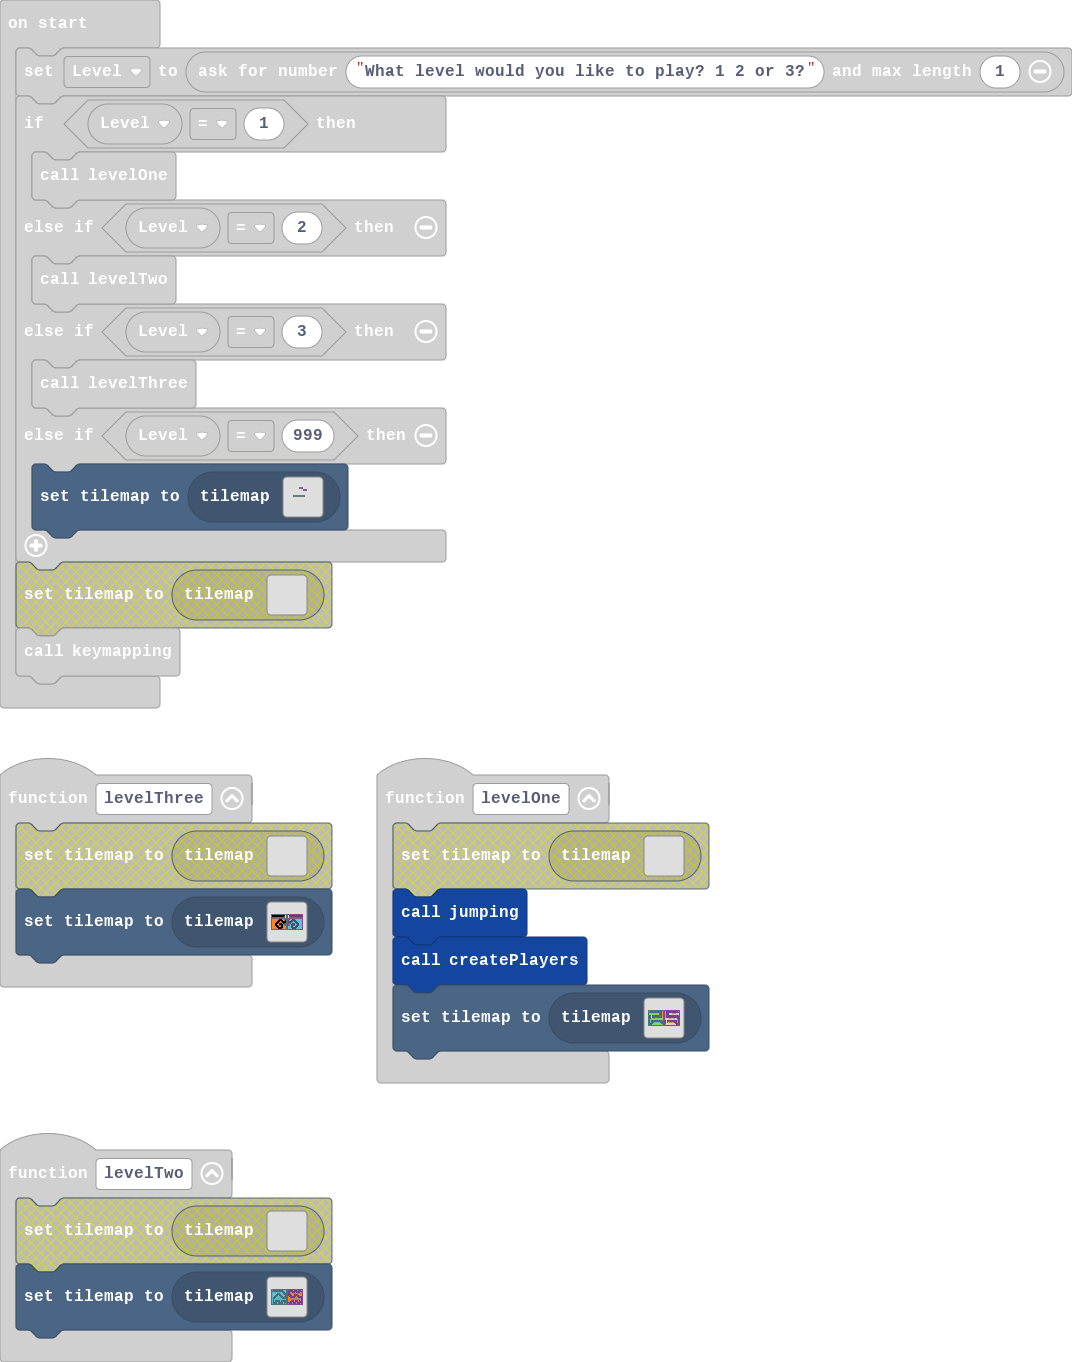 on start
set Level to ask for number "What level would you like to play? 1 2 or 3?" and max length 1
if Level = 1 then
call levelOne
else if Level = 2 then
call levelTwo
else if Level = 3 then
call levelThree
else if Level = 999 then
set tilemap to tilemap
set tilemap to tilemap
call keymapping
function levelThree
set tilemap to tilemap
set tilemap to tilemap
function levelOne
set tilemap to tilemap
call jumping
call createPlayers
set tilemap to tilemap
function levelTwo
set tilemap to tilemap
set tilemap to tilemap